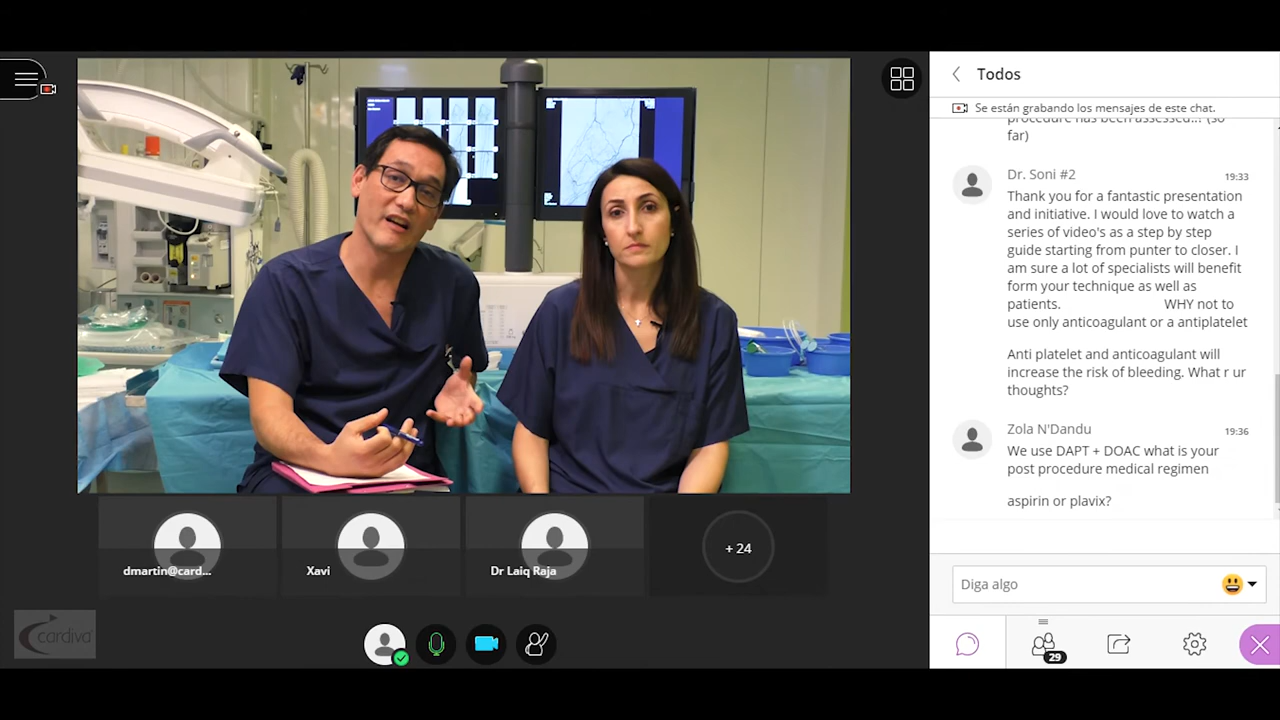 Todos
Se están grabando los mensajes de este chat.
procedure has been assessed..? (so
far)
Dr. Soni #2
19:33
Thank you for a fantastic presentation
and initiative. I would love to watch a
series of video's as a step by step
guide starting from punter to closer. I
am sure a lot of specialists will benefit
form your technique as well as
patients. WHY not to
use only anticoagulant or a antiplatelet
Anti platelet and anticoagulant will
increase the risk of bleeding. What r ur
thoughts?
Zola N'Dandu
19:36
We use DAPT + DOAC what is your
post procedure medical regimen
aspirin or plavix?
dmartin@card...
Xavi
Dr Laiq Raja
+ 24
cardiva
Diga algo
29